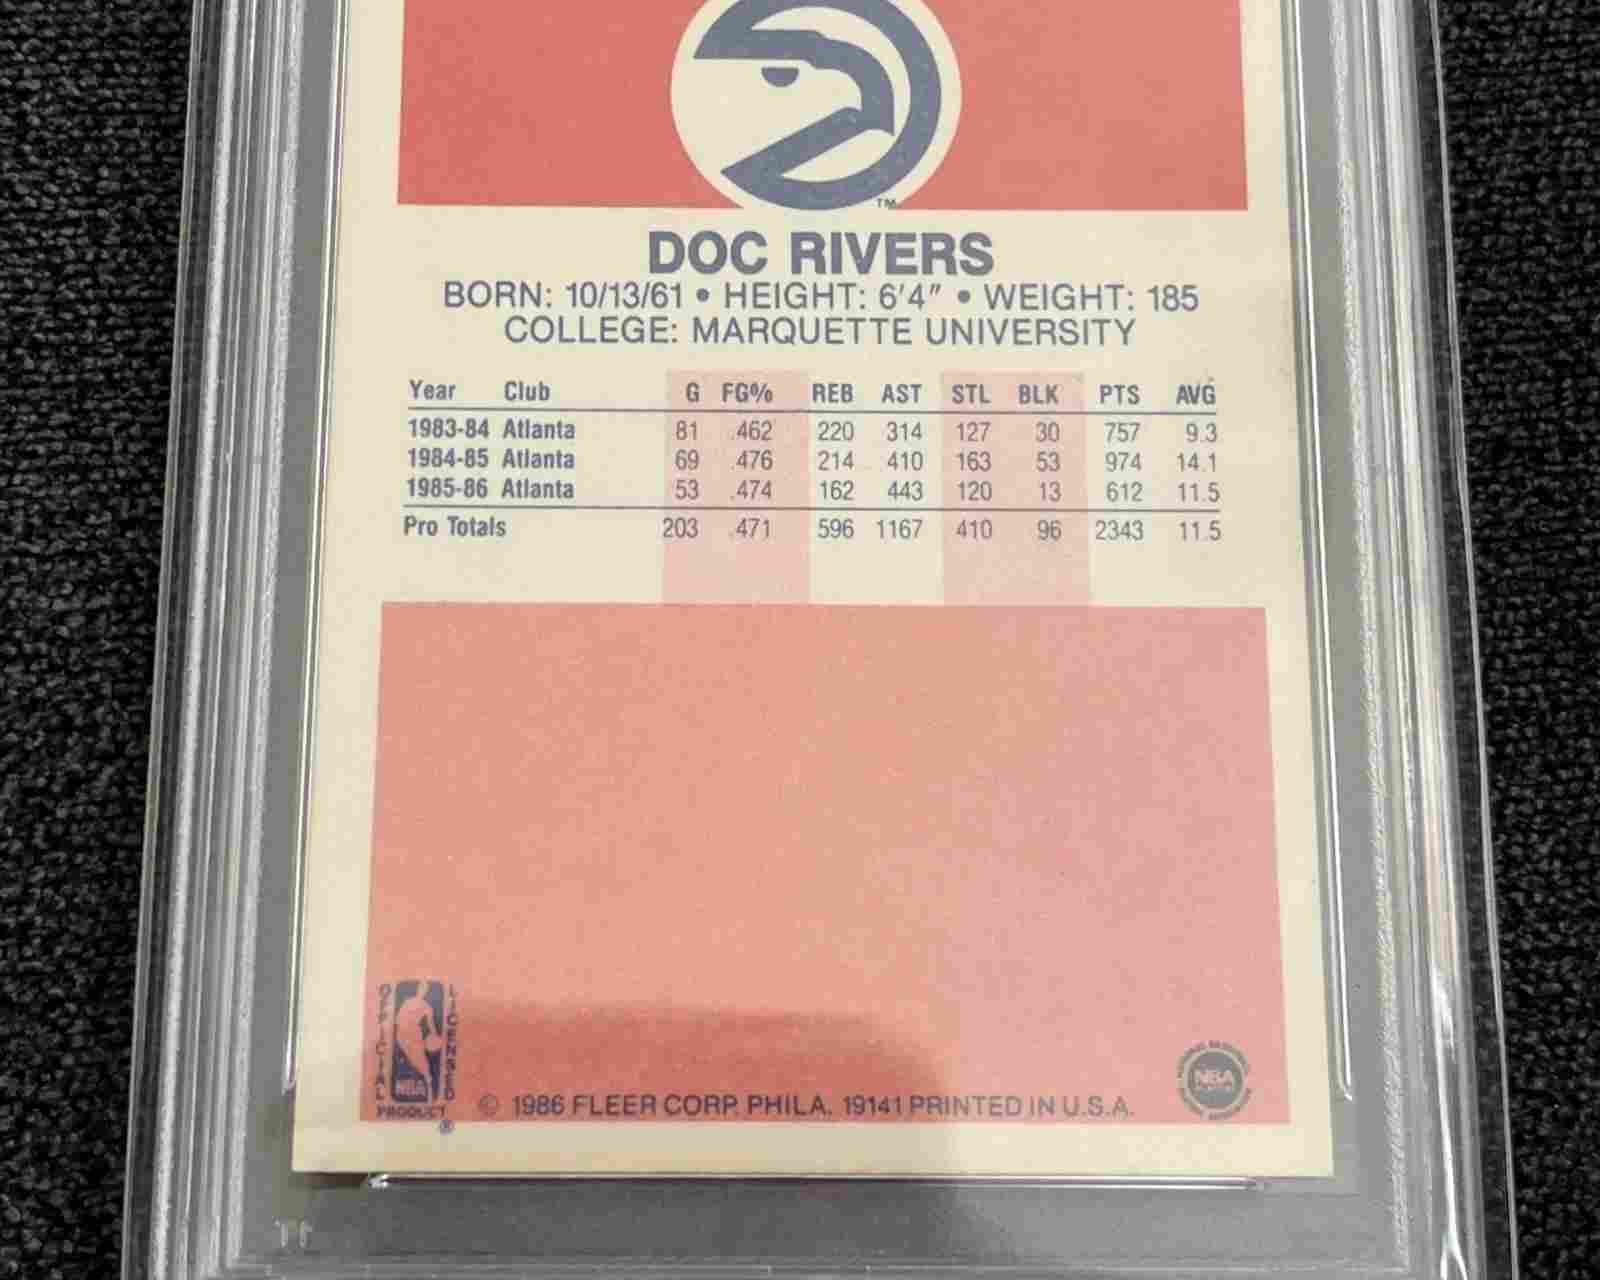 TM
DOC RIVERS
BORN: 10/13/61 • HEIGHT: 6'4" • WEIGHT: 185
COLLEGE: MARQUETTE UNIVERSITY
Year Club G FG% REB AST STL BLK PTS AVG
1983-84 Atlanta 81 .462 220 314 127 30 757 9.3
1984-85 Atlanta 69 .476 214 410 163 53 974 14.1
1985-86 Atlanta 53 .474 162 443 120 13 612 11.5
Pro Totals 203 .471 596 1167 410 96 2343 11.5
OFFICIAL LICENSED
NBA
PRODUCT
®
© 1986 FLEER CORP. PHILA. 19141 PRINTED IN U.S.A.
NBA